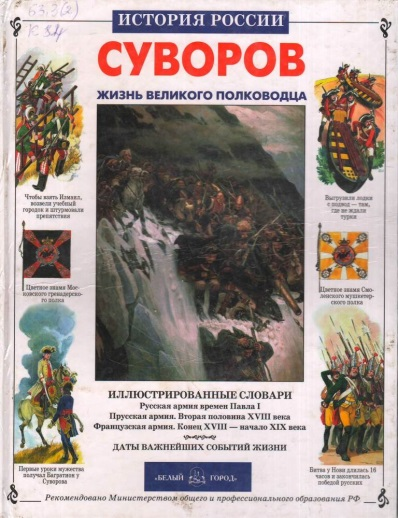 63.3(2)
ИСТОРИЯ РОССИИ
СУВОРОВ
ЖИЗНЬ ВЕЛИКОГО ПОЛКОВОДЦА
Чтобы взять Измаил,
возвели учебный
городок и штурмовали
препятствия
Выгрузили лодки
с подвод — там,
где не ждали
турки
Цветное знамя Мос-
ковского гренадерско-
го полка
Цветное знамя Смо-
ленского мушкетер-
ского полка
ИЛЛЮСТРИРОВАННЫЕ СЛОВАРИ
Русская армия времен Павла I
Прусская армия. Вторая половина XVIII века
Французская армия. Конец XVIII — начало XIX века
ДАТЫ ВАЖНЕЙШИХ СОБЫТИЙ ЖИЗНИ
Первые уроки мужества
получал Багратион у
Суворова
Битва у Нови длилась 16
часов и закончилась
победой русских
«БЕЛЫЙ ГОРОД»
Рекомендовано Министерством общего и профессионального образования РФ